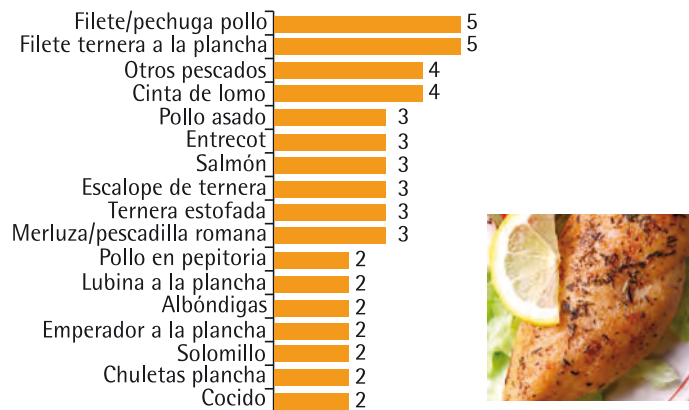 Filete/pechuga pollo 5
Filete ternera a la plancha 5
Otros pescados 4
Cinta de lomo 4
Pollo asado 3
Entrecot 3
Salmón 3
Escalope de ternera 3
Ternera estofada 3
Merluza/pescadilla romana 3
Pollo en pepitoria 2
Lubina a la plancha 2
Albóndigas 2
Emperador a la plancha 2
Solomillo 2
Chuletas plancha 2
Cocido 2